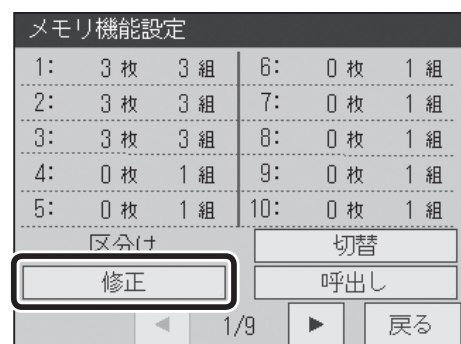 メモリ機能設定
1: 3枚 3組 6: 0枚 1組
2: 3枚 3組 7: 0枚 1組
3: 3枚 3組 8: 0枚 1組
4: 0枚 1組 9: 0枚 1組
5: 0枚 1組 10: 0枚 1組
区分け 切替
修正 呼出し
◀ 1/9 ▶ 戻る